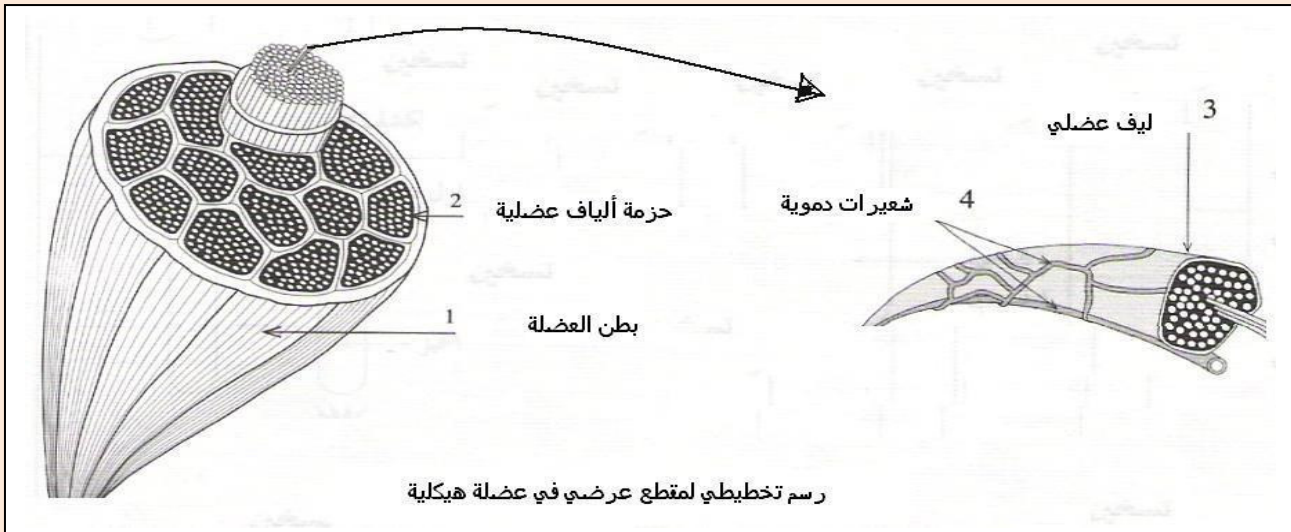 3 ليف عضلي
4 شعيرات دموية
2 حزمة ألياف عضلية
1 بطن العضلة
رسم تخطيطي لمقطع عرضي في عضلة هيكلية